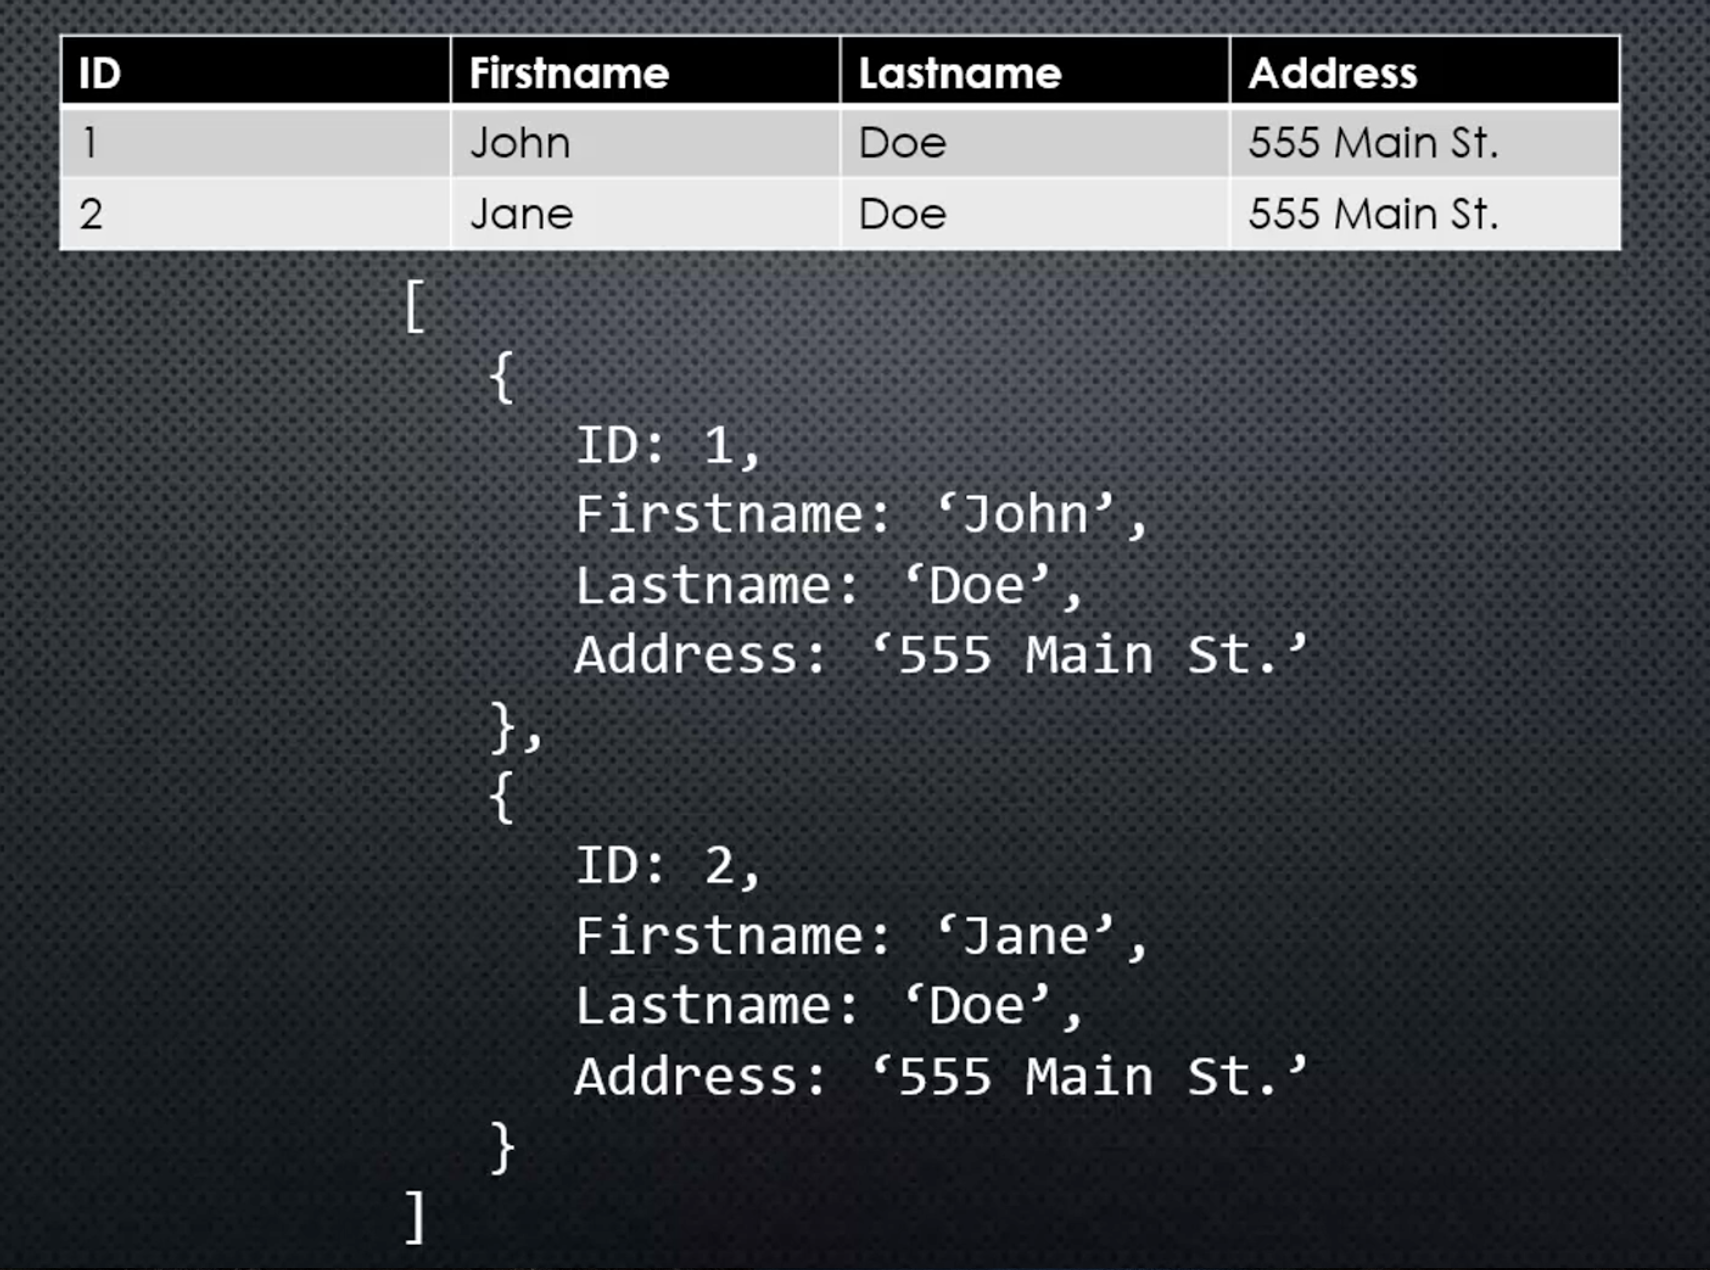 ID Firstname Lastname Address
1 John Doe 555 Main St.
2 Jane Doe 555 Main St.
[
{
ID: 1,
Firstname: ‘John’,
Lastname: ‘Doe’,
Address: ‘555 Main St.’
},
{
ID: 2,
Firstname: ‘Jane’,
Lastname: ‘Doe’,
Address: ‘555 Main St.’
}
]